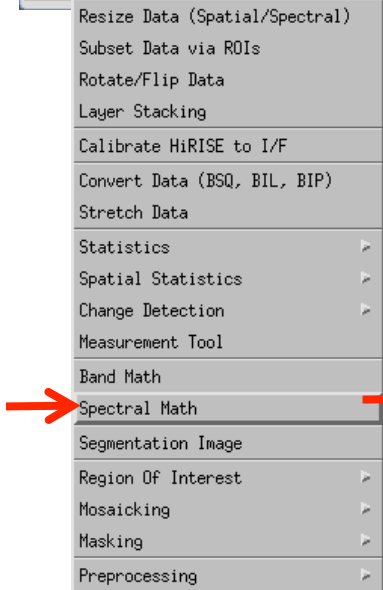 Resize Data (Spatial/Spectral)
Subset Data via ROIs
Rotate/Flip Data
Layer Stacking
Calibrate HiRISE to I/F
Convert Data (BSQ, BIL, BIP)
Stretch Data
Statistics
Spatial Statistics
Change Detection
Measurement Tool
Band Math
Spectral Math
Segmentation Image
Region Of Interest
Mosaicking
Masking
Preprocessing